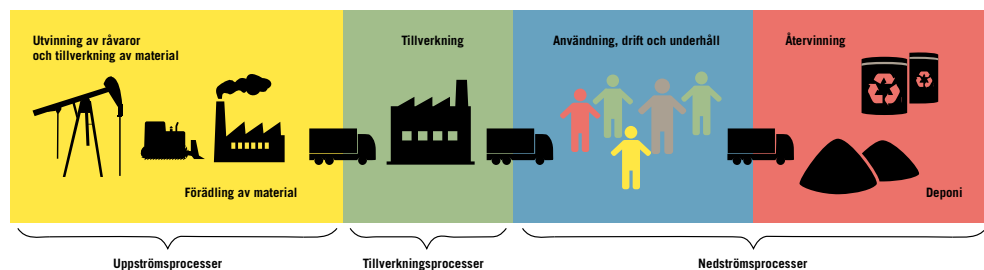 Utvinning av råvaror
och tillverkning av material
Förädling av material
Tillverkning
Användning, drift och underhåll
Återvinning
Deponi
Uppströmsprocesser
Tillverkningsprocesser
Nedströmsprocesser